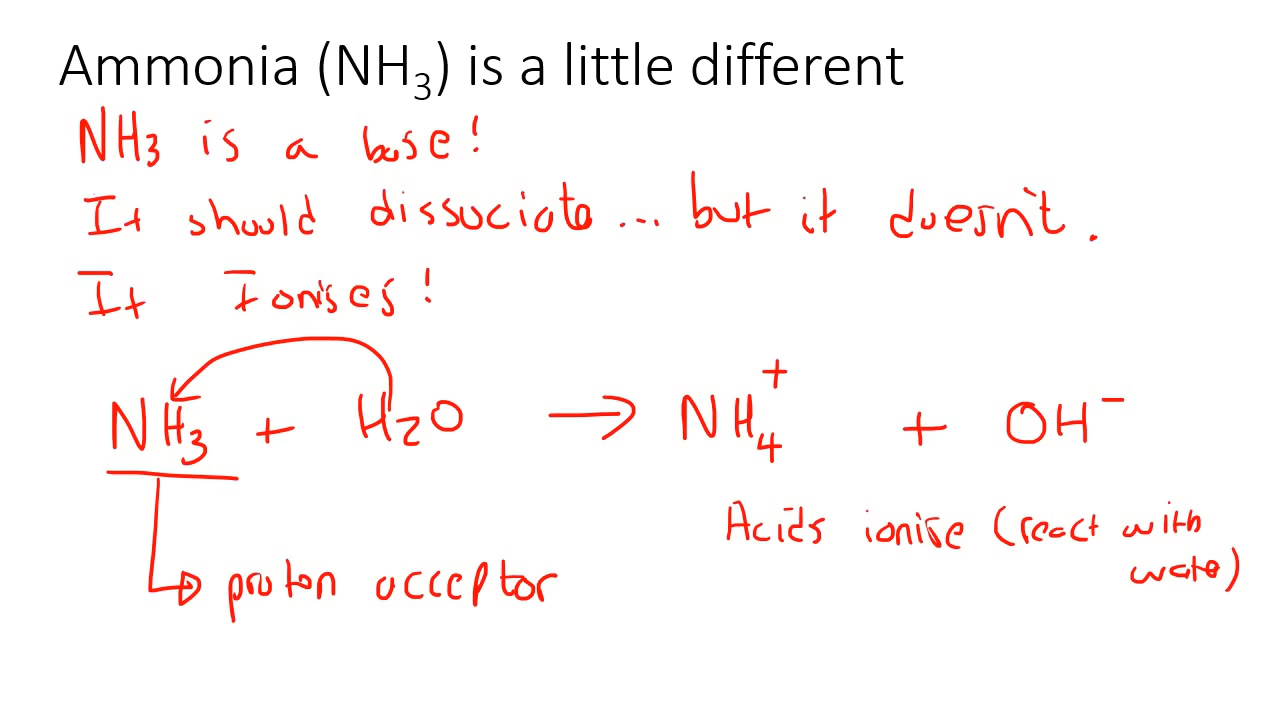 Ammonia (NH₃) is a little different
NH₃ is a base!
It should dissociate... but it doesn't.
It Ionises!
NH₃ + H₂O → NH₄⁺ + OH⁻
Acids ionise (react with
water)
proton acceptor